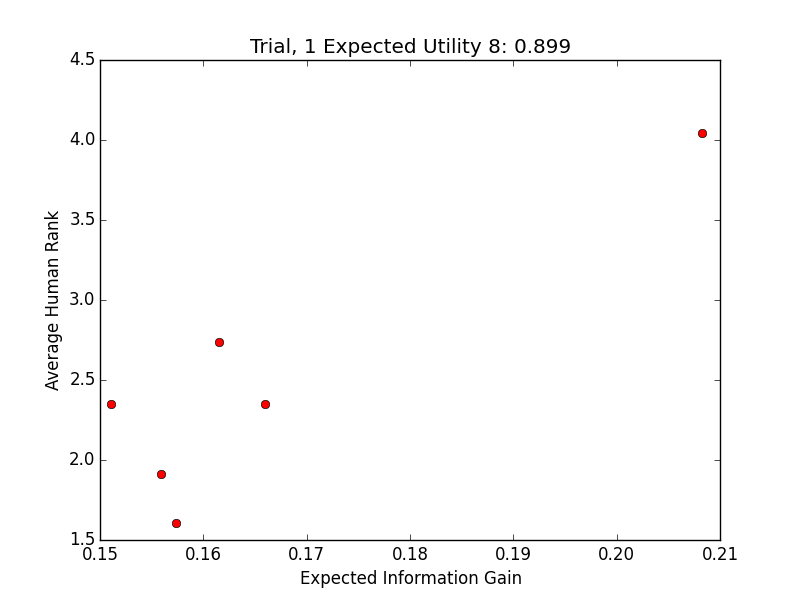 Trial, 1 Expected Utility 8: 0.899
4.5
4.0
3.5
3.0
2.5
2.0
1.5
Average Human Rank
0.15 0.16 0.17 0.18 0.19 0.20 0.21
Expected Information Gain